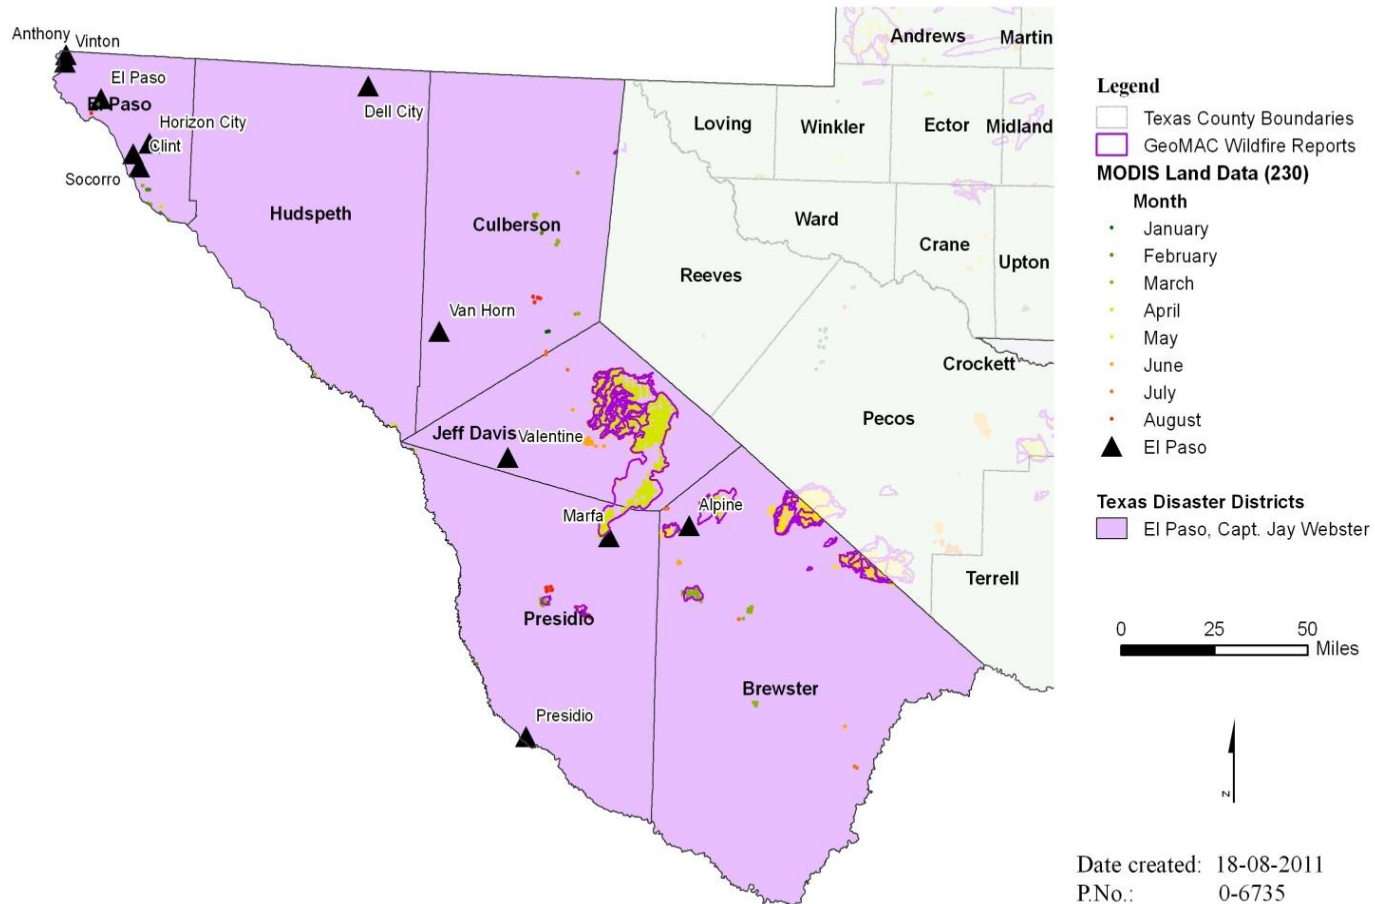 Anthony
Vinton
El Paso
El Paso
Horizon City
Clint
Socorro
Dell City
Hudspeth
Culberson
Van Horn
Jeff Davis
Valentine
Marfa
Alpine
Presidio
Presidio
Brewster
Andrews
Martin
Loving
Winkler
Ector
Midland
Ward
Crane
Upton
Reeves
Crockett
Pecos
Terrell
Legend
Texas County Boundaries
GeoMAC Wildfire Reports
MODIS Land Data (230)
Month
January
February
March
April
May
June
July
August
El Paso
Texas Disaster Districts
El Paso, Capt. Jay Webster
0 25 50
Miles
N
Date created: 18-08-2011
P.No.: 0-6735